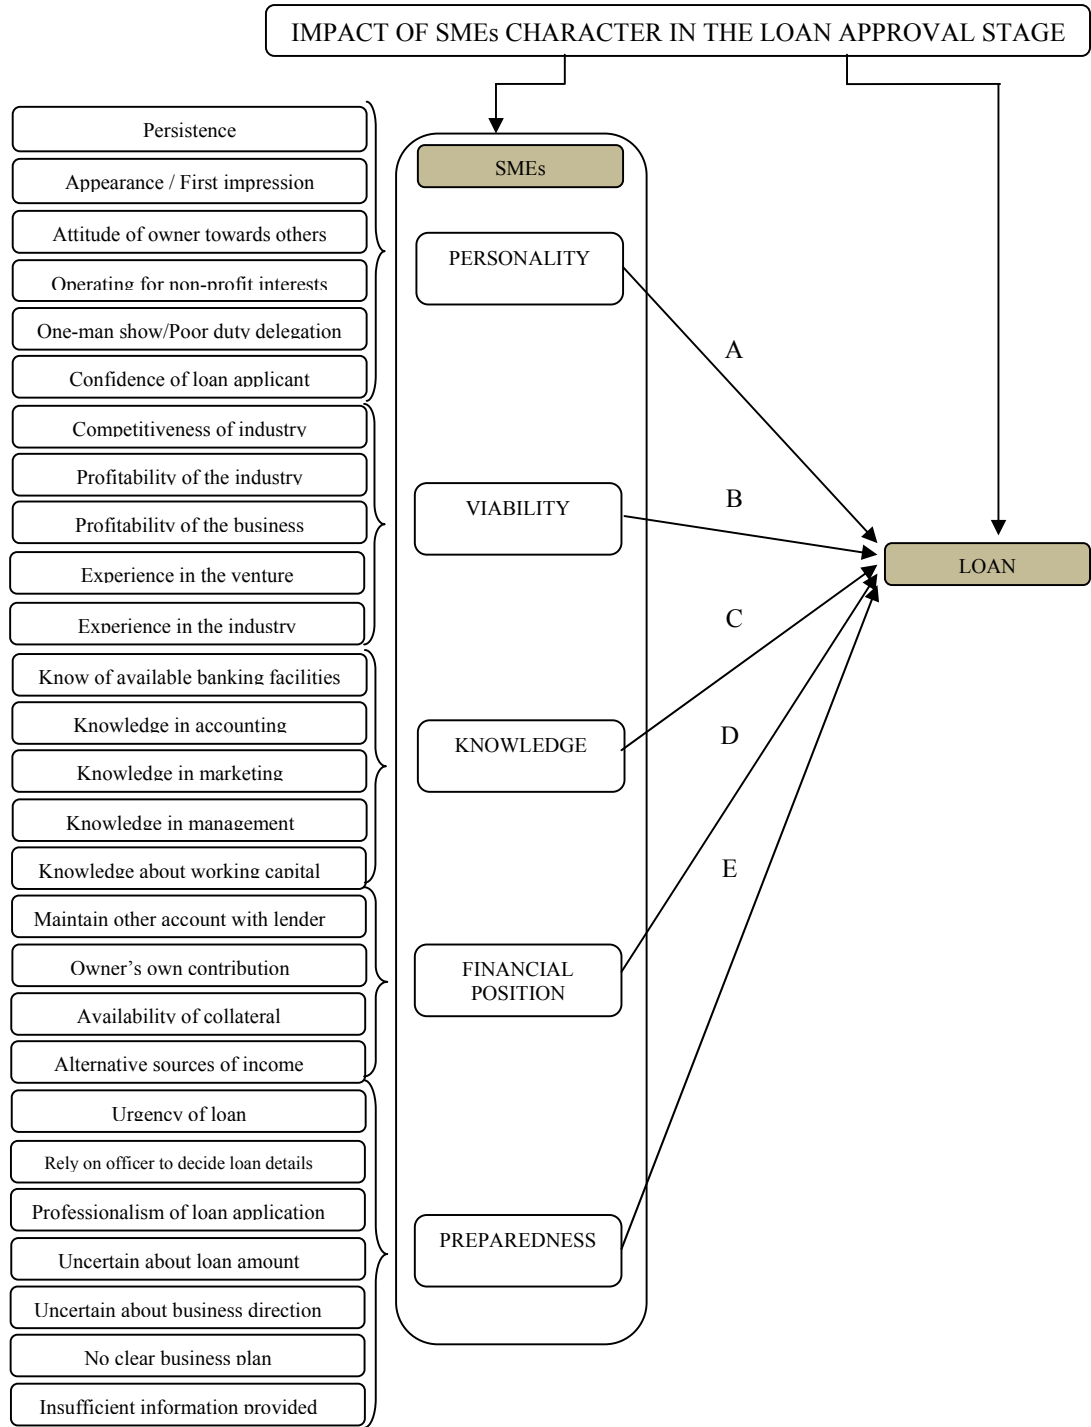 IMPACT OF SMEs CHARACTER IN THE LOAN APPROVAL STAGE
Persistence
Appearance / First impression
Attitude of owner towards others
Operating for non-profit interests
One-man show/Poor duty delegation
Confidence of loan applicant
Competitiveness of industry
Profitability of the industry
Profitability of the business
Experience in the venture
Experience in the industry
Know of available banking facilities
Knowledge in accounting
Knowledge in marketing
Knowledge in management
Knowledge about working capital
Maintain other account with lender
Owner's own contribution
Availability of collateral
Alternative sources of income
Urgency of loan
Rely on officer to decide loan details
Professionalism of loan application
Uncertain about loan amount
Uncertain about business direction
No clear business plan
Insufficient information provided
SMEs
PERSONALITY
VIABILITY
KNOWLEDGE
FINANCIAL
POSITION
PREPAREDNESS
A
B
C
D
E
LOAN